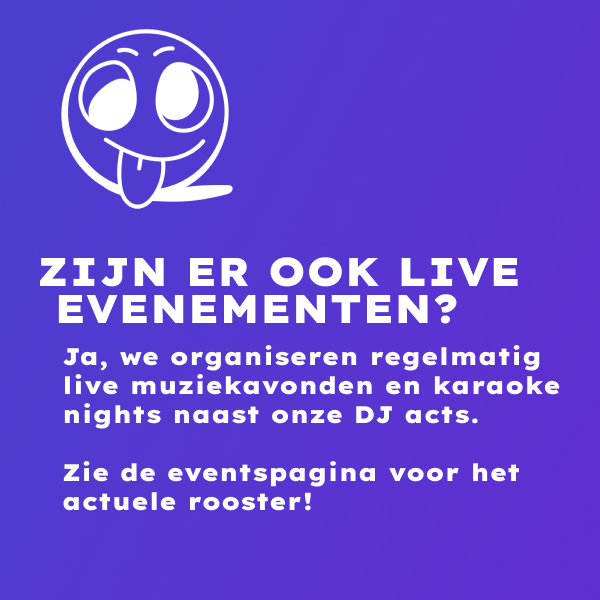 ZIJN ER OOK LIVE
EVENEMENTEN?
Ja, we organiseren regelmatig
live muziekavonden en karaoke
nights naast onze DJ acts.
Zie de eventspagina voor het
actuele rooster!